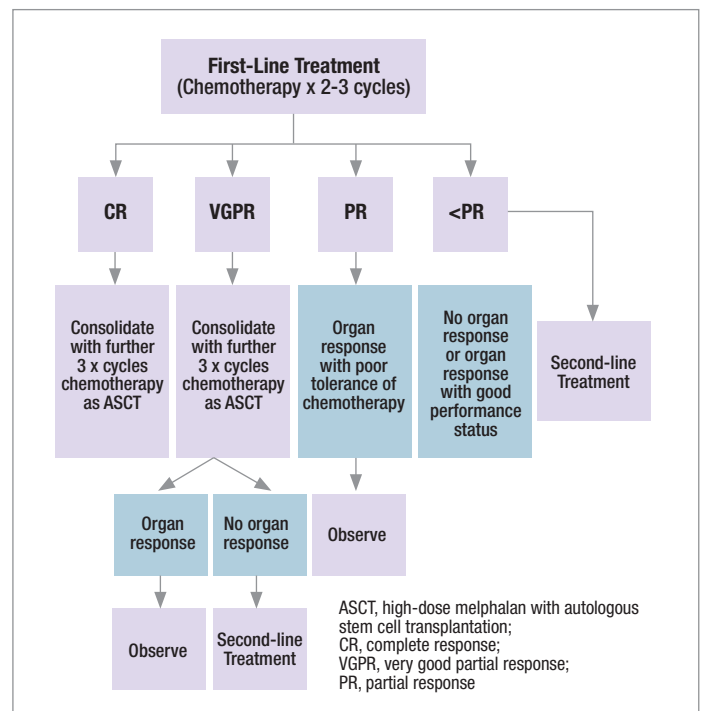 First-Line Treatment
(Chemotherapy x 2-3 cycles)
CR
VGPR
PR
<PR
Consolidate
with further
3 x cycles
chemotherapy
as ASCT
Consolidate
with further
3 x cycles
chemotherapy
as ASCT
Organ
response
with poor
tolerance of
chemotherapy
No organ
response
or organ
response
with good
performance
status
Second-line
Treatment
Organ
response
No organ
response
Observe
Observe
Second-line
Treatment
ASCT, high-dose melphalan with autologous
stem cell transplantation;
CR, complete response;
VGPR, very good partial response;
PR, partial response